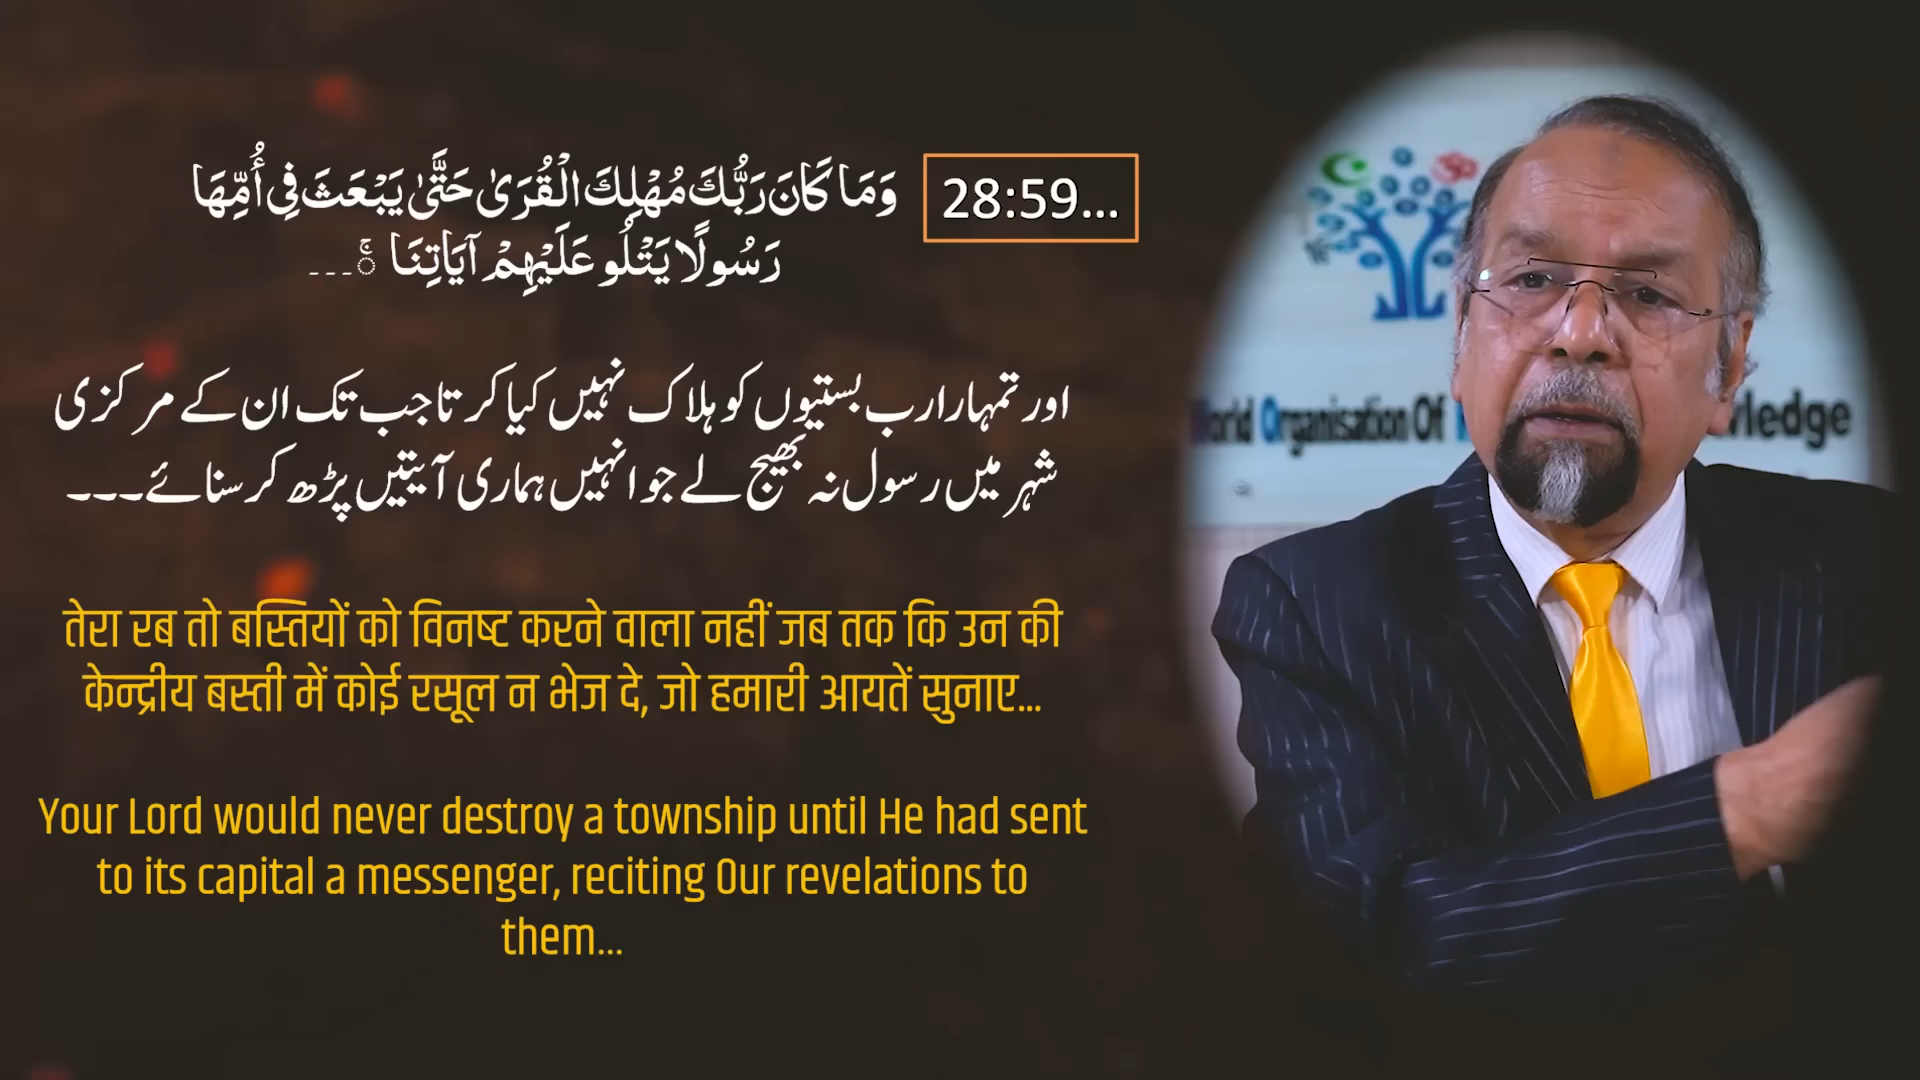 وَمَا كَانَ رَبُّكَ مُهْلِكَ الْقُرَىٰ حَتَّىٰ يَبْعَثَ فِي أُمِّهَا
28:59...
رَسُولًا يَتْلُو عَلَيْهِمْ آيَاتِنَا ۚ ---
اور تمہارا رب بستیوں کو ہلاک نہیں کیا کرتا جب تک ان کے مرکزی
شہر میں رسول نہ بھیج لے جو انہیں ہماری آیتیں پڑھ کر سنائے۔۔۔
तेरा रब तो बस्तियों को विनष्ट करने वाला नहीं जब तक कि उन की
केन्द्रीय बस्ती में कोई रसूल न भेज दे, जो हमारी आयतें सुनाए...
Your Lord would never destroy a township until He had sent
to its capital a messenger, reciting Our revelations to
them...
World Organisation Of